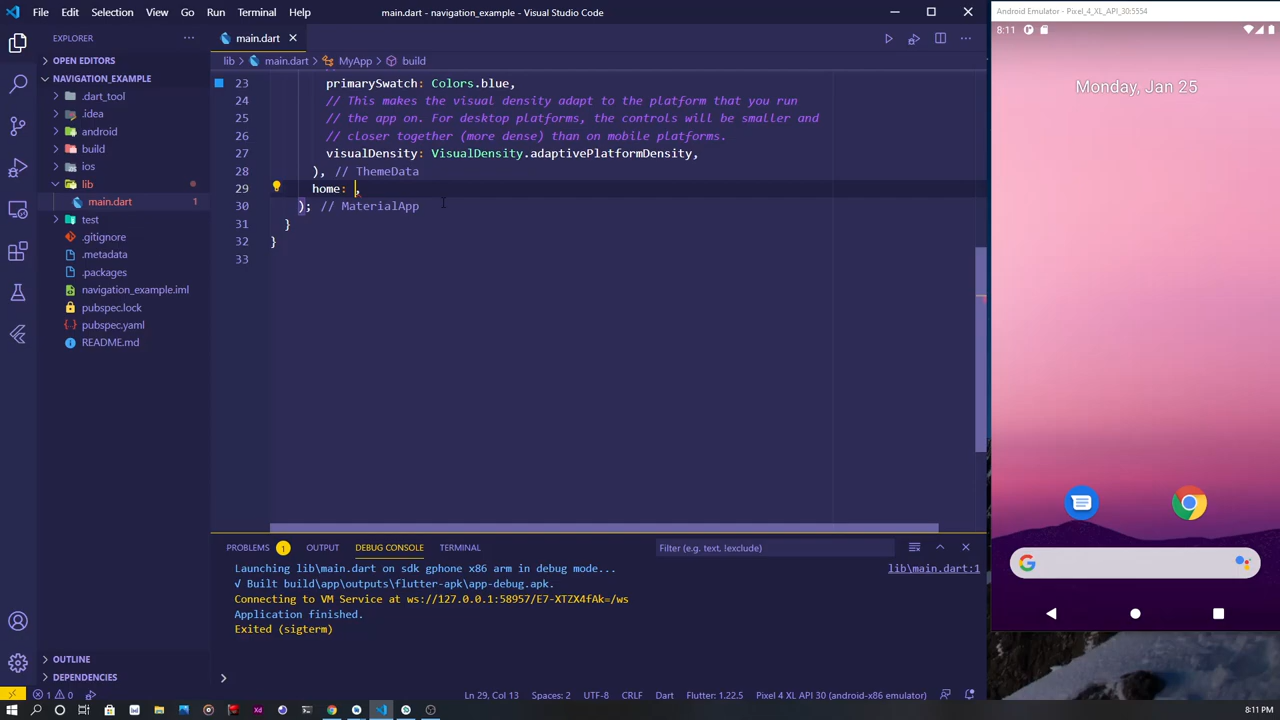 File Edit Selection View Go Run Terminal Help main.dart - navigation_example - Visual Studio Code
EXPLORER
OPEN EDITORS
NAVIGATION_EXAMPLE
.dart_tool
.idea
android
build
ios
lib
main.dart 1
test
.gitignore
.metadata
.packages
navigation_example.iml
pubspec.lock
pubspec.yaml
README.md
OUTLINE
DEPENDENCIES
main.dart
lib > main.dart > MyApp > build
23 primarySwatch: Colors.blue,
24 // This makes the visual density adapt to the platform that you run
25 // the app on. For desktop platforms, the controls will be smaller and
26 // closer together (more dense) than on mobile platforms.
27 visualDensity: VisualDensity.adaptivePlatformDensity,
28 ), // ThemeData
29 home: ,
30 ); // MaterialApp
31 }
32 }
33
PROBLEMS 1 OUTPUT DEBUG CONSOLE TERMINAL Filter (e.g. text, !exclude)
Launching lib\main.dart on sdk gphone x86 arm in debug mode... lib\main.dart:1
√ Built build\app\outputs\flutter-apk\app-debug.apk.
Connecting to VM Service at ws://127.0.0.1:58957/E7-XTZX4fAk=/ws
Application finished.
Exited (sigterm)
1 0 Ln 29, Col 13 Spaces: 2 UTF-8 CRLF Dart Flutter: 1.22.5 Pixel 4 XL API 30 (android-x86 emulator)
Android Emulator - Pixel_4_XL_API_30:5554
8:11
Monday, Jan 25
8:11 PM